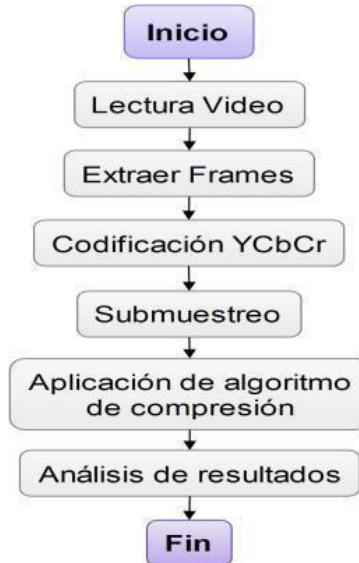 Inicio
Lectura Video
Extraer Frames
Codificación YCbCr
Submuestreo
Aplicación de algoritmo
de compresión
Análisis de resultados
Fin